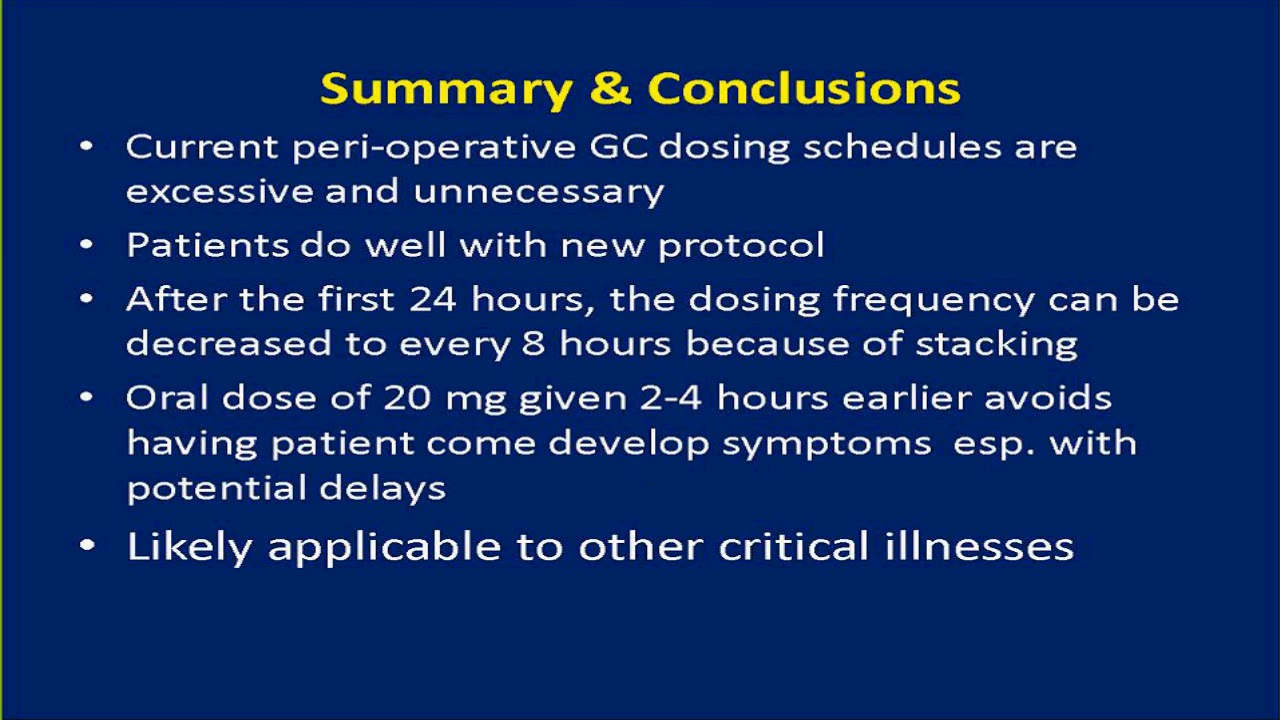 Summary & Conclusions
• Current peri-operative GC dosing schedules are
excessive and unnecessary
• Patients do well with new protocol
• After the first 24 hours, the dosing frequency can be
decreased to every 8 hours because of stacking
• Oral dose of 20 mg given 2-4 hours earlier avoids
having patient come develop symptoms esp. with
potential delays
• Likely applicable to other critical illnesses